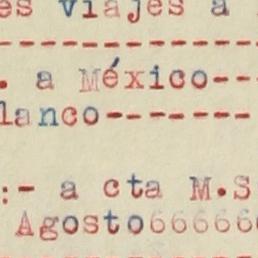 es viajes a
-----------
. a México--
lanco-------
:- a cta M.S
Agosto66666